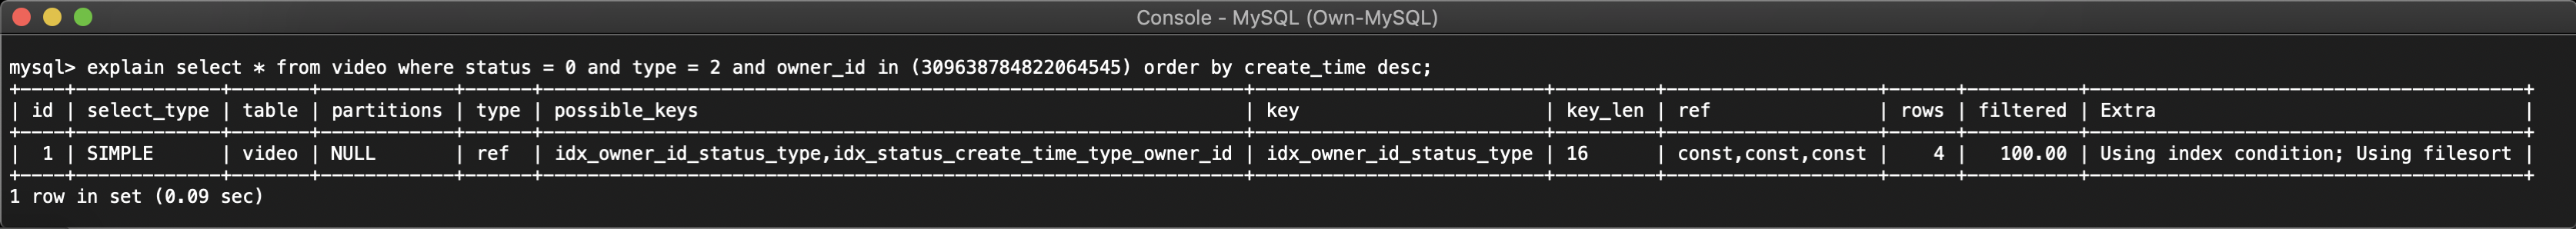 Console - MySQL (Own-MySQL)
mysql> explain select * from video where status = 0 and type = 2 and owner_id in (309638784822064545) order by create_time desc;
+----+-------------+-------+------------+------+---------------------------------------------------------------+--------------------------+---------+-------------------+------+----------+---------------------------------------+
| id | select_type | table | partitions | type | possible_keys | key | key_len | ref | rows | filtered | Extra |
+----+-------------+-------+------------+------+---------------------------------------------------------------+--------------------------+---------+-------------------+------+----------+---------------------------------------+
| 1 | SIMPLE | video | NULL | ref | idx_owner_id_status_type,idx_status_create_time_type_owner_id | idx_owner_id_status_type | 16 | const,const,const | 4 | 100.00 | Using index condition; Using filesort |
+----+-------------+-------+------------+------+---------------------------------------------------------------+--------------------------+---------+-------------------+------+----------+---------------------------------------+
1 row in set (0.09 sec)